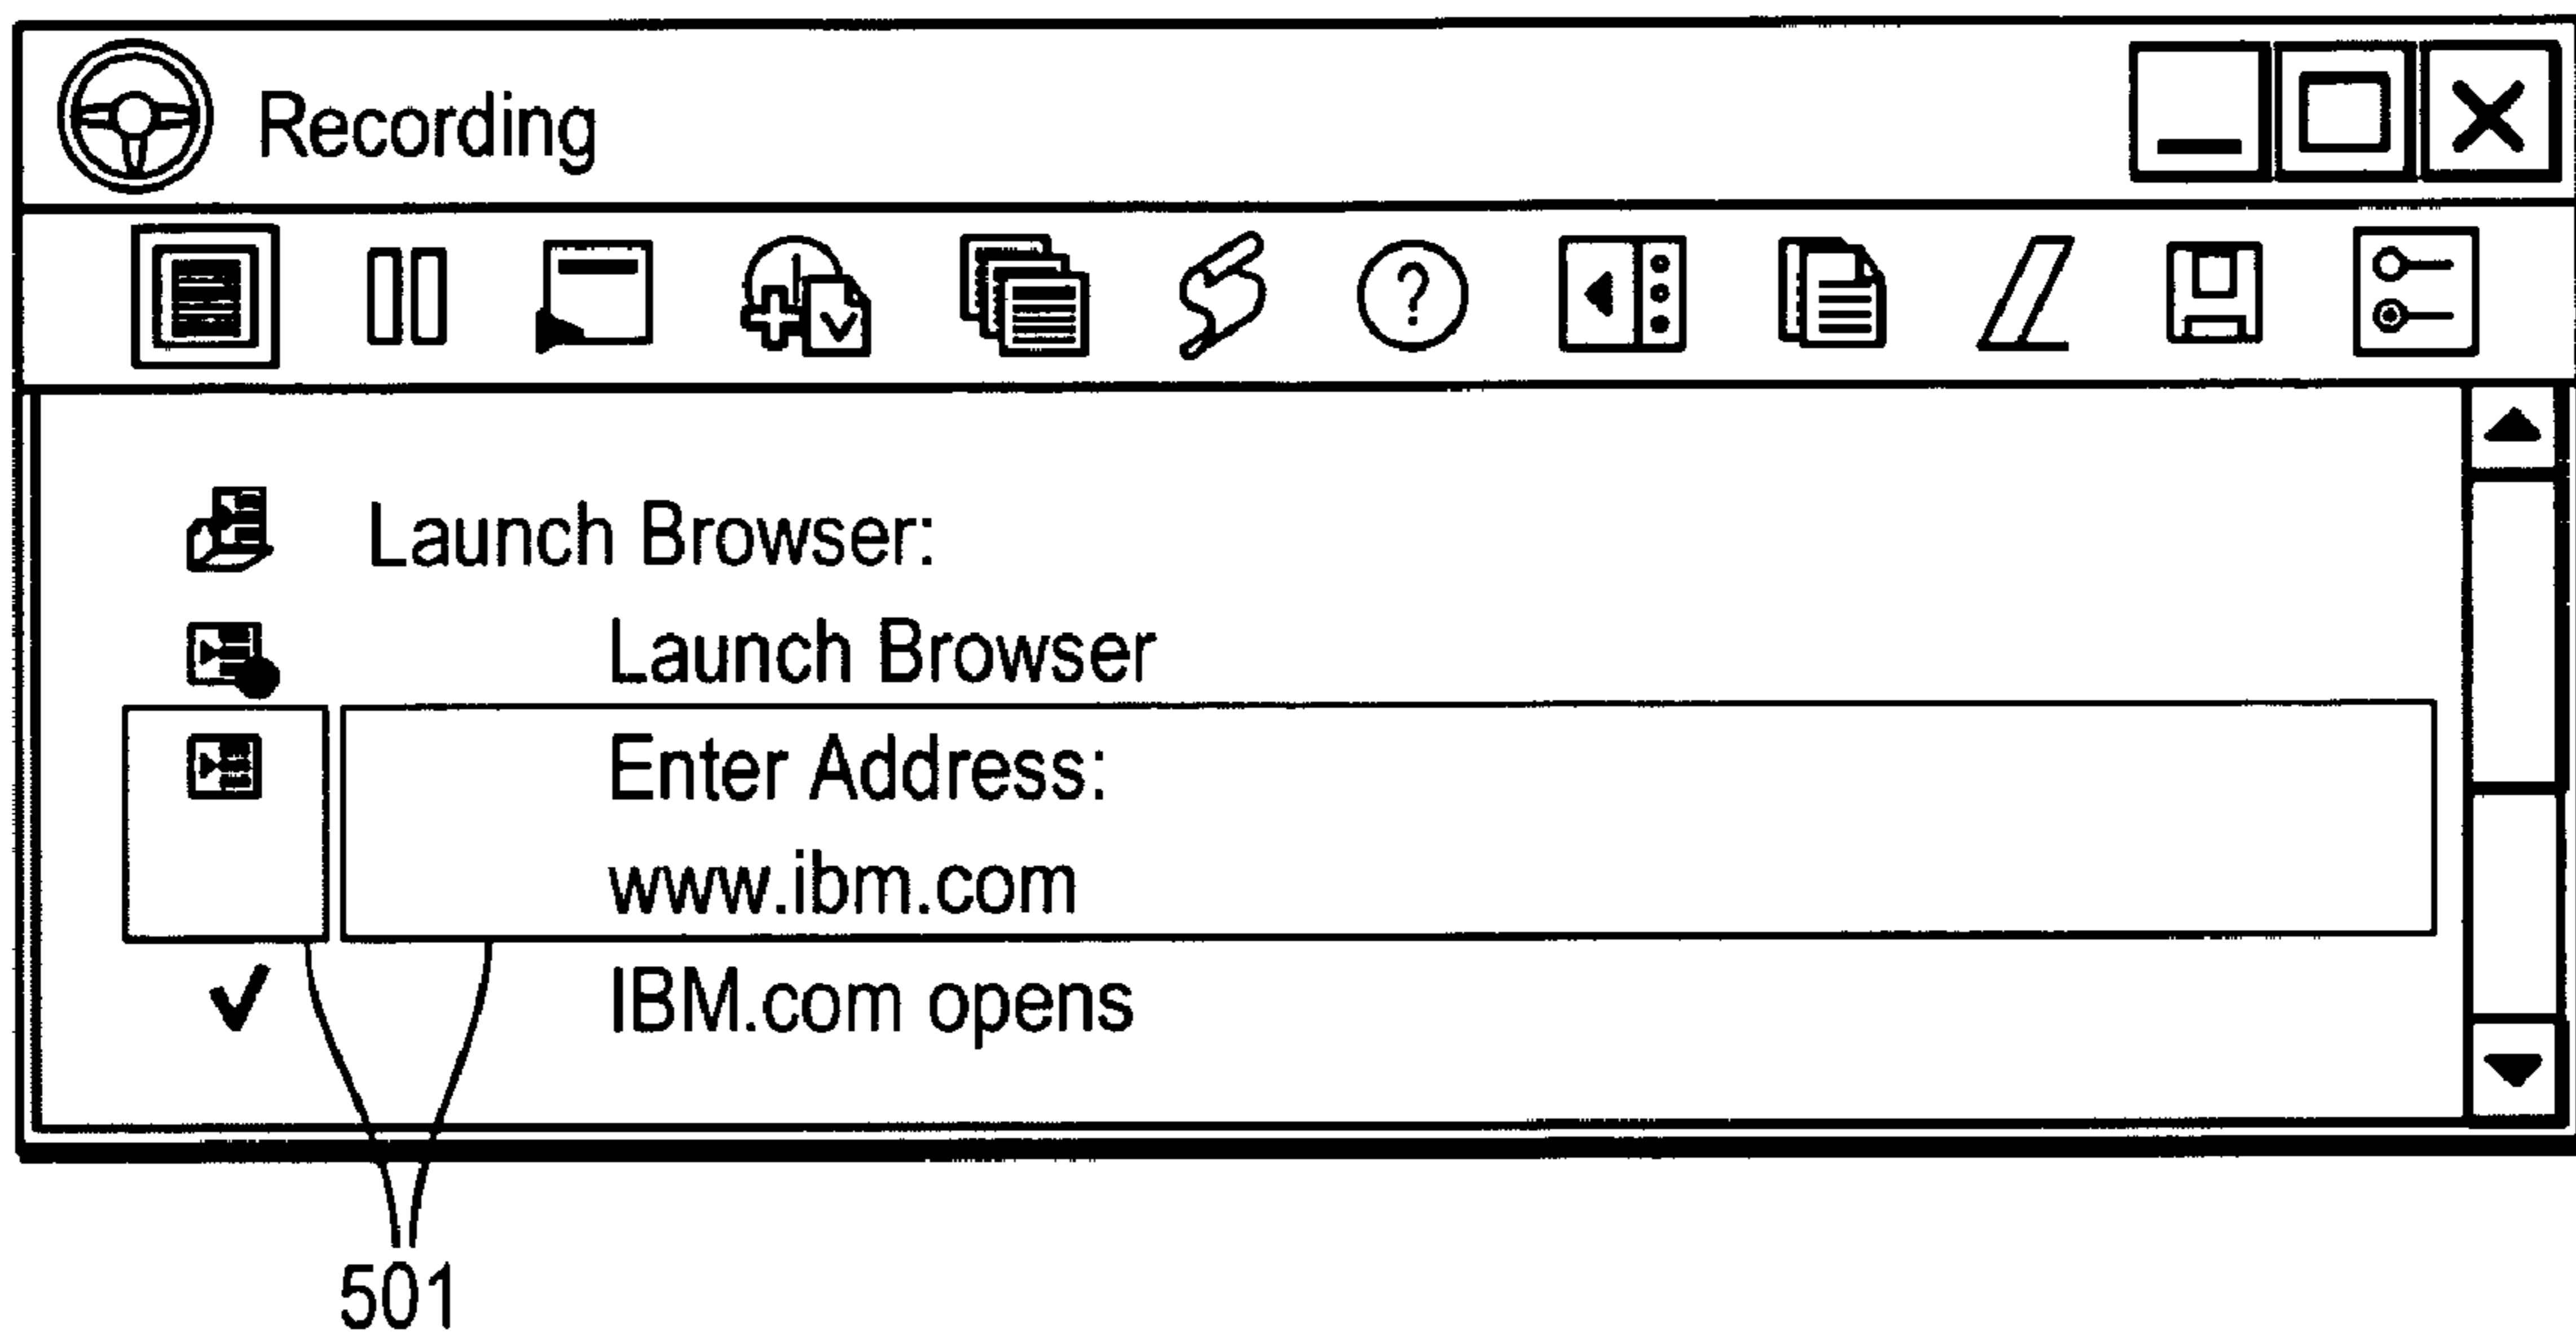 Recording
?
Launch Browser:
Launch Browser
Enter Address:
www.ibm.com
IBM.com opens
501